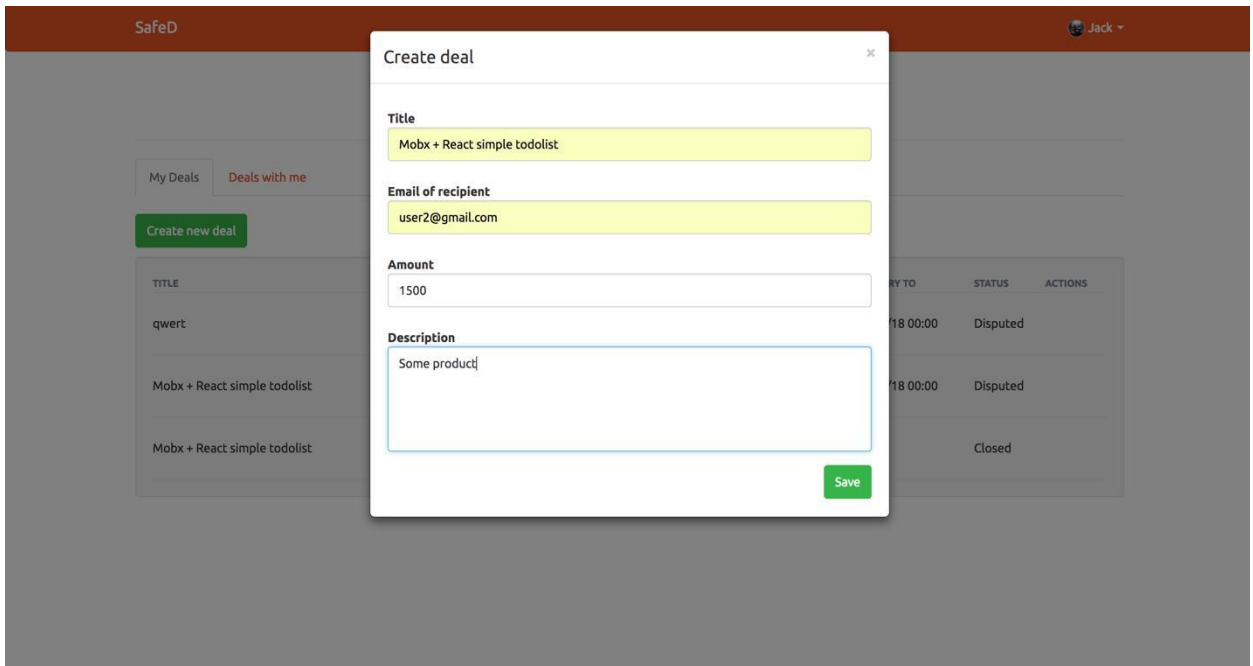 SafeD
Jack
Create deal
×
Title
Mobx + React simple todolist
Email of recipient
user2@gmail.com
Amount
1500
Description
Some product
Save
My Deals
Deals with me
Create new deal
TITLE
RY TO
STATUS
ACTIONS
qwert
/18 00:00
Disputed
Mobx + React simple todolist
/18 00:00
Disputed
Mobx + React simple todolist
Closed